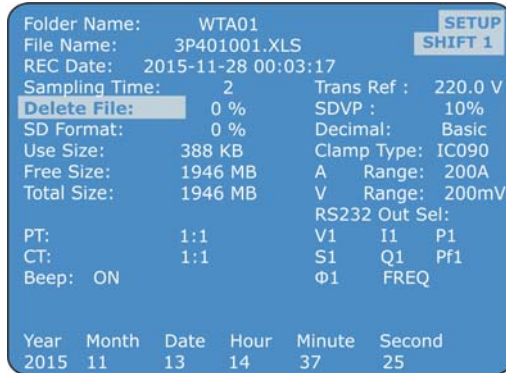 Folder Name: WTA01 SETUP
File Name: 3P401001.XLS SHIFT 1
REC Date: 2015-11-28 00:03:17
Sampling Time: 2 Trans Ref : 220.0 V
Delete File: 0 % SDVP : 10%
SD Format: 0 % Decimal: Basic
Use Size: 388 KB Clamp Type: IC090
Free Size: 1946 MB A Range: 200A
Total Size: 1946 MB V Range: 200mV
RS232 Out Sel:
PT: 1:1 V1 I1 P1
CT: 1:1 S1 Q1 Pf1
Beep: ON Φ1 FREQ
Year Month Date Hour Minute Second
2015 11 13 14 37 25